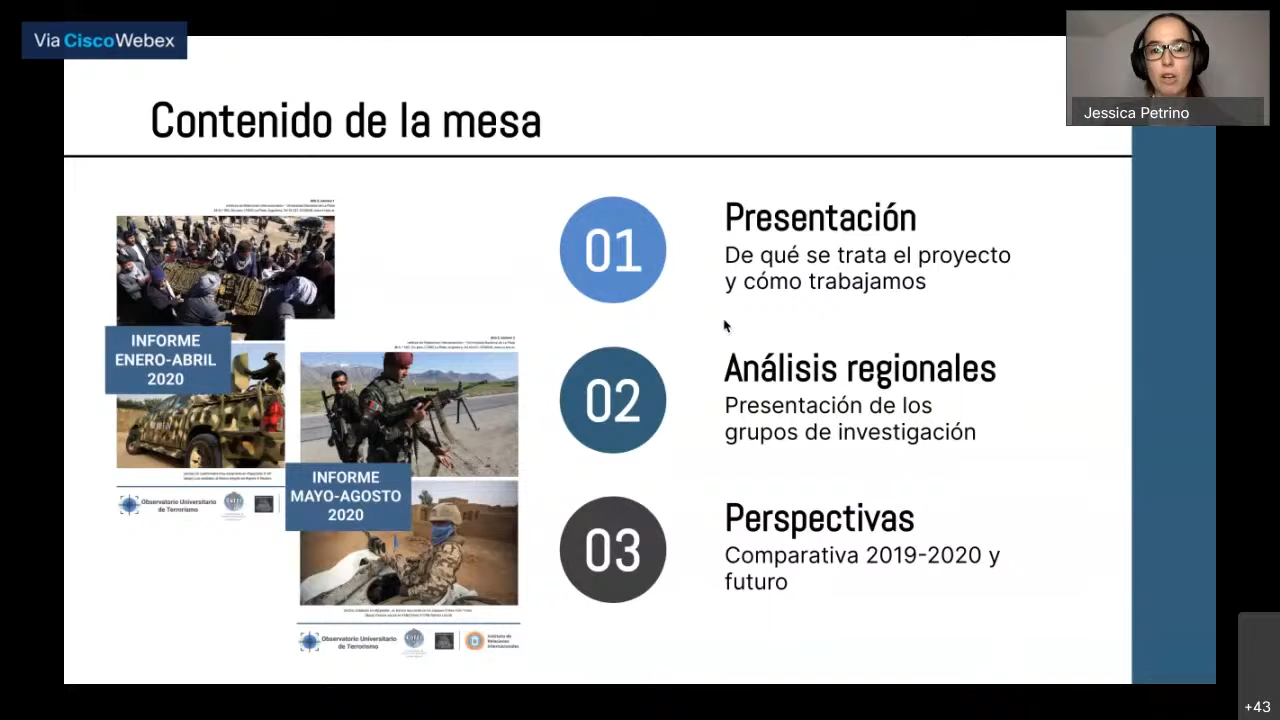 Via CiscoWebex
Jessica Petrino
Contenido de la mesa
INFORME
ENERO-ABRIL
2020
Observatorio Universitario
de Terrorismo
INFORME
MAYO-AGOSTO
2020
Observatorio Universitario
de Terrorismo
Instituto de
Relaciones
Internacionales
01
Presentación
De qué se trata el proyecto
y cómo trabajamos
02
Análisis regionales
Presentación de los
grupos de investigación
03
Perspectivas
Comparativa 2019-2020 y
futuro
+43